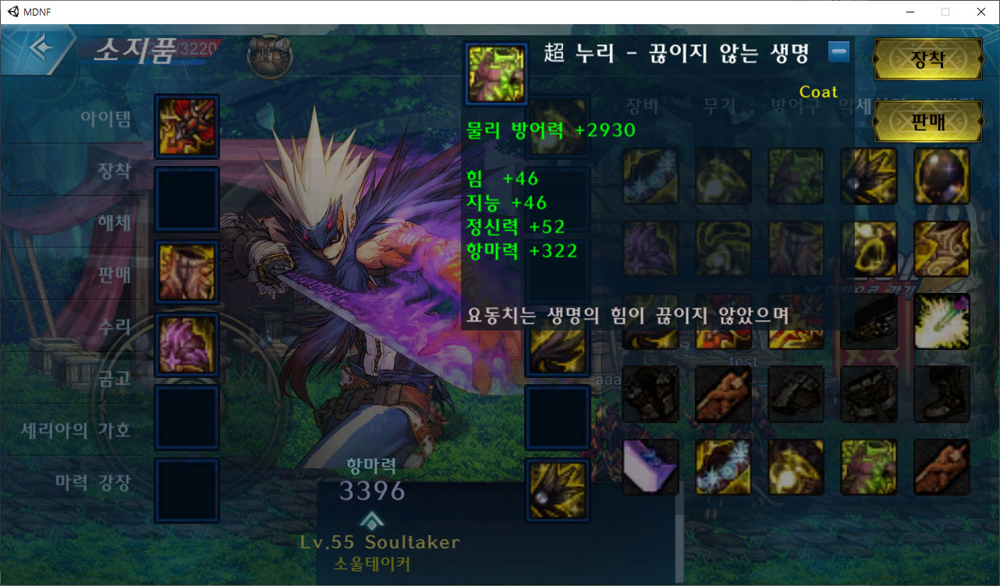 MDNF
소지품
/3220
超 누리 - 끊이지 않는 생명
장착
Coat
장비 무기 방어구
판매
물리 방어력 +2930
힘 +46
지능 +46
정신력 +52
항마력 +322
요동치는 생명의 힘이 끊이지 않았으며
아이템
장착
해체
판매
수리
금고
세리아의 가호
마력 강장
test
aaa
항마력
3396
Lv.55 Soultaker
소울테이커